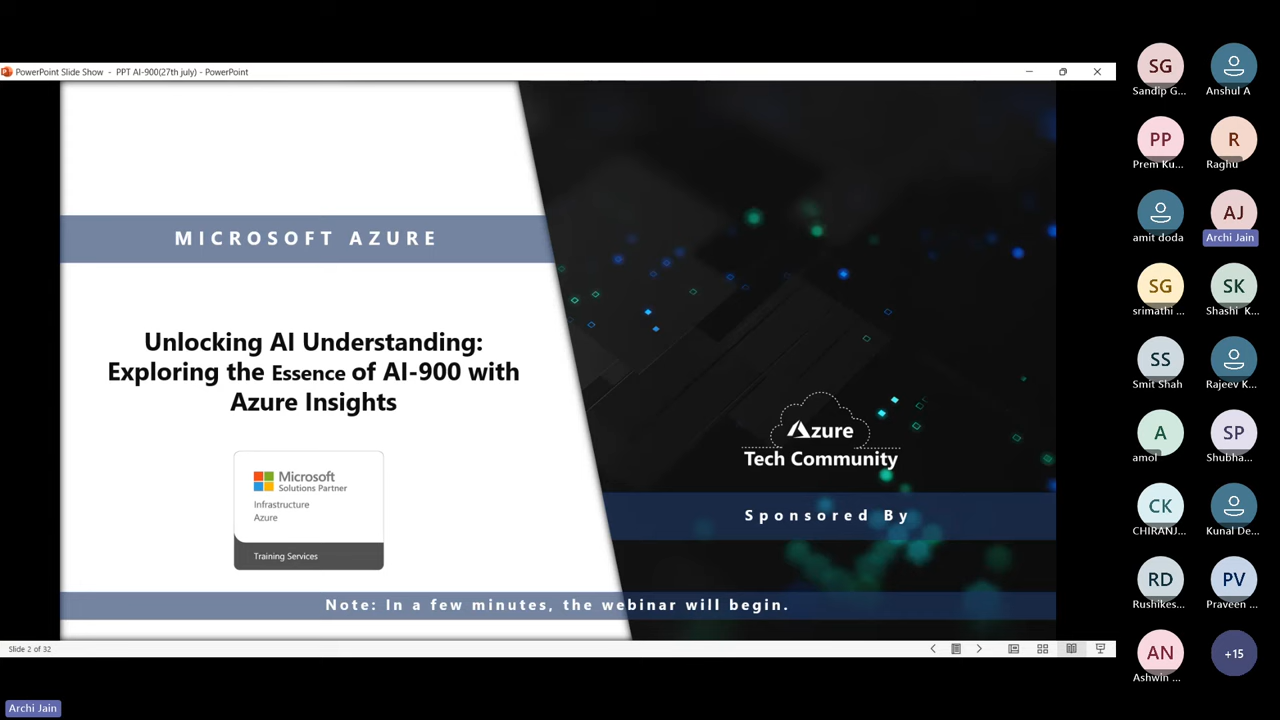 PowerPoint Slide Show - PPT AI-900(27th july) - PowerPoint
MICROSOFT AZURE
Unlocking AI Understanding:
Exploring the Essence of AI-900 with
Azure Insights
Microsoft
Solutions Partner
Infrastructure
Azure
Training Services
Azure
Tech Community
Sponsored By
Note: In a few minutes, the webinar will begin.
Slide 2 of 32
SG
Sandip G...
Anshul A
PP
Prem Ku...
R
Raghu
amit doda
AJ
Archi Jain
SG
srimathi ...
SK
Shashi K...
SS
Smit Shah
Rajeev K...
A
amol
SP
Shubha...
CK
CHIRANJ...
Kunal De...
RD
Rushikes...
PV
Praveen ...
AN
Ashwin ...
+15
Archi Jain